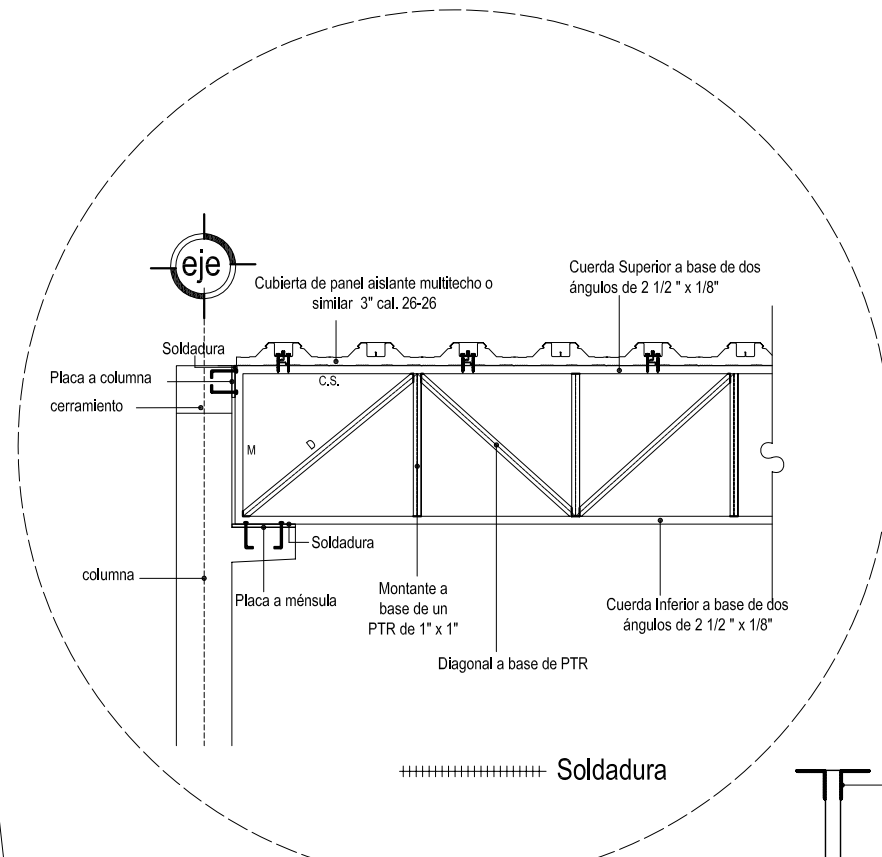 eje
Cubierta de panel aislante multitecho o
similar 3" cal. 26-26
Cuerda Superior a base de dos
ángulos de 2 1/2 " x 1/8"
Soldadura
Placa a columna
cerramiento
C.S.
M
D
Soldadura
columna
Placa a ménsula
Montante a
base de un
PTR de 1" x 1"
Cuerda Inferior a base de dos
ángulos de 2 1/2 " x 1/8"
Diagonal a base de PTR
Soldadura